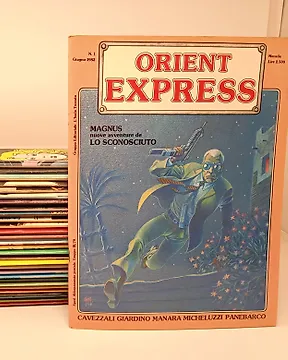 N. 1
Giugno 1982
Mensile
Lire 2.500
ORIENT
EXPRESS
MAGNUS
nuove avventure de
LO SCONOSCIUTO
CAVEZZALI GIARDINO MANARA MICHELUZZI PANEBARCO